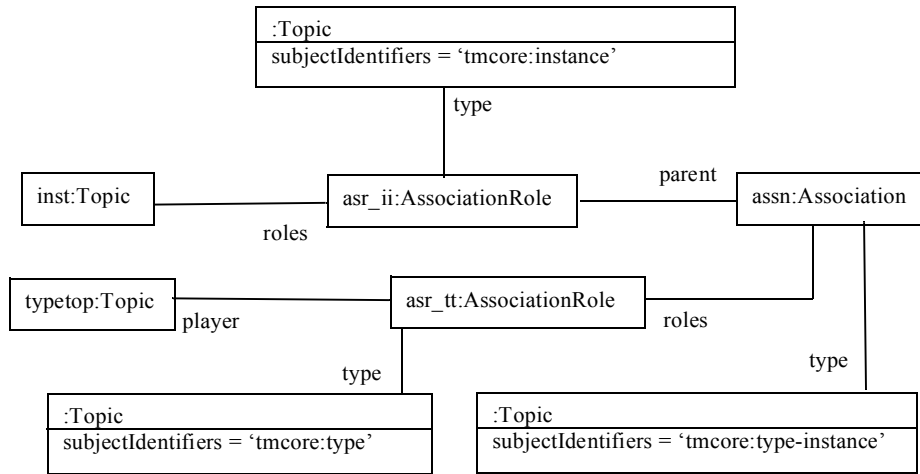 :Topic
subjectIdentifiers = ‘tmcore:instance’
type
parent
inst:Topic
asr_ii:AssociationRole
assn:Association
roles
typetop:Topic
asr_tt:AssociationRole
player
roles
type
type
:Topic
subjectIdentifiers = ‘tmcore:type’
:Topic
subjectIdentifiers = ‘tmcore:type-instance’